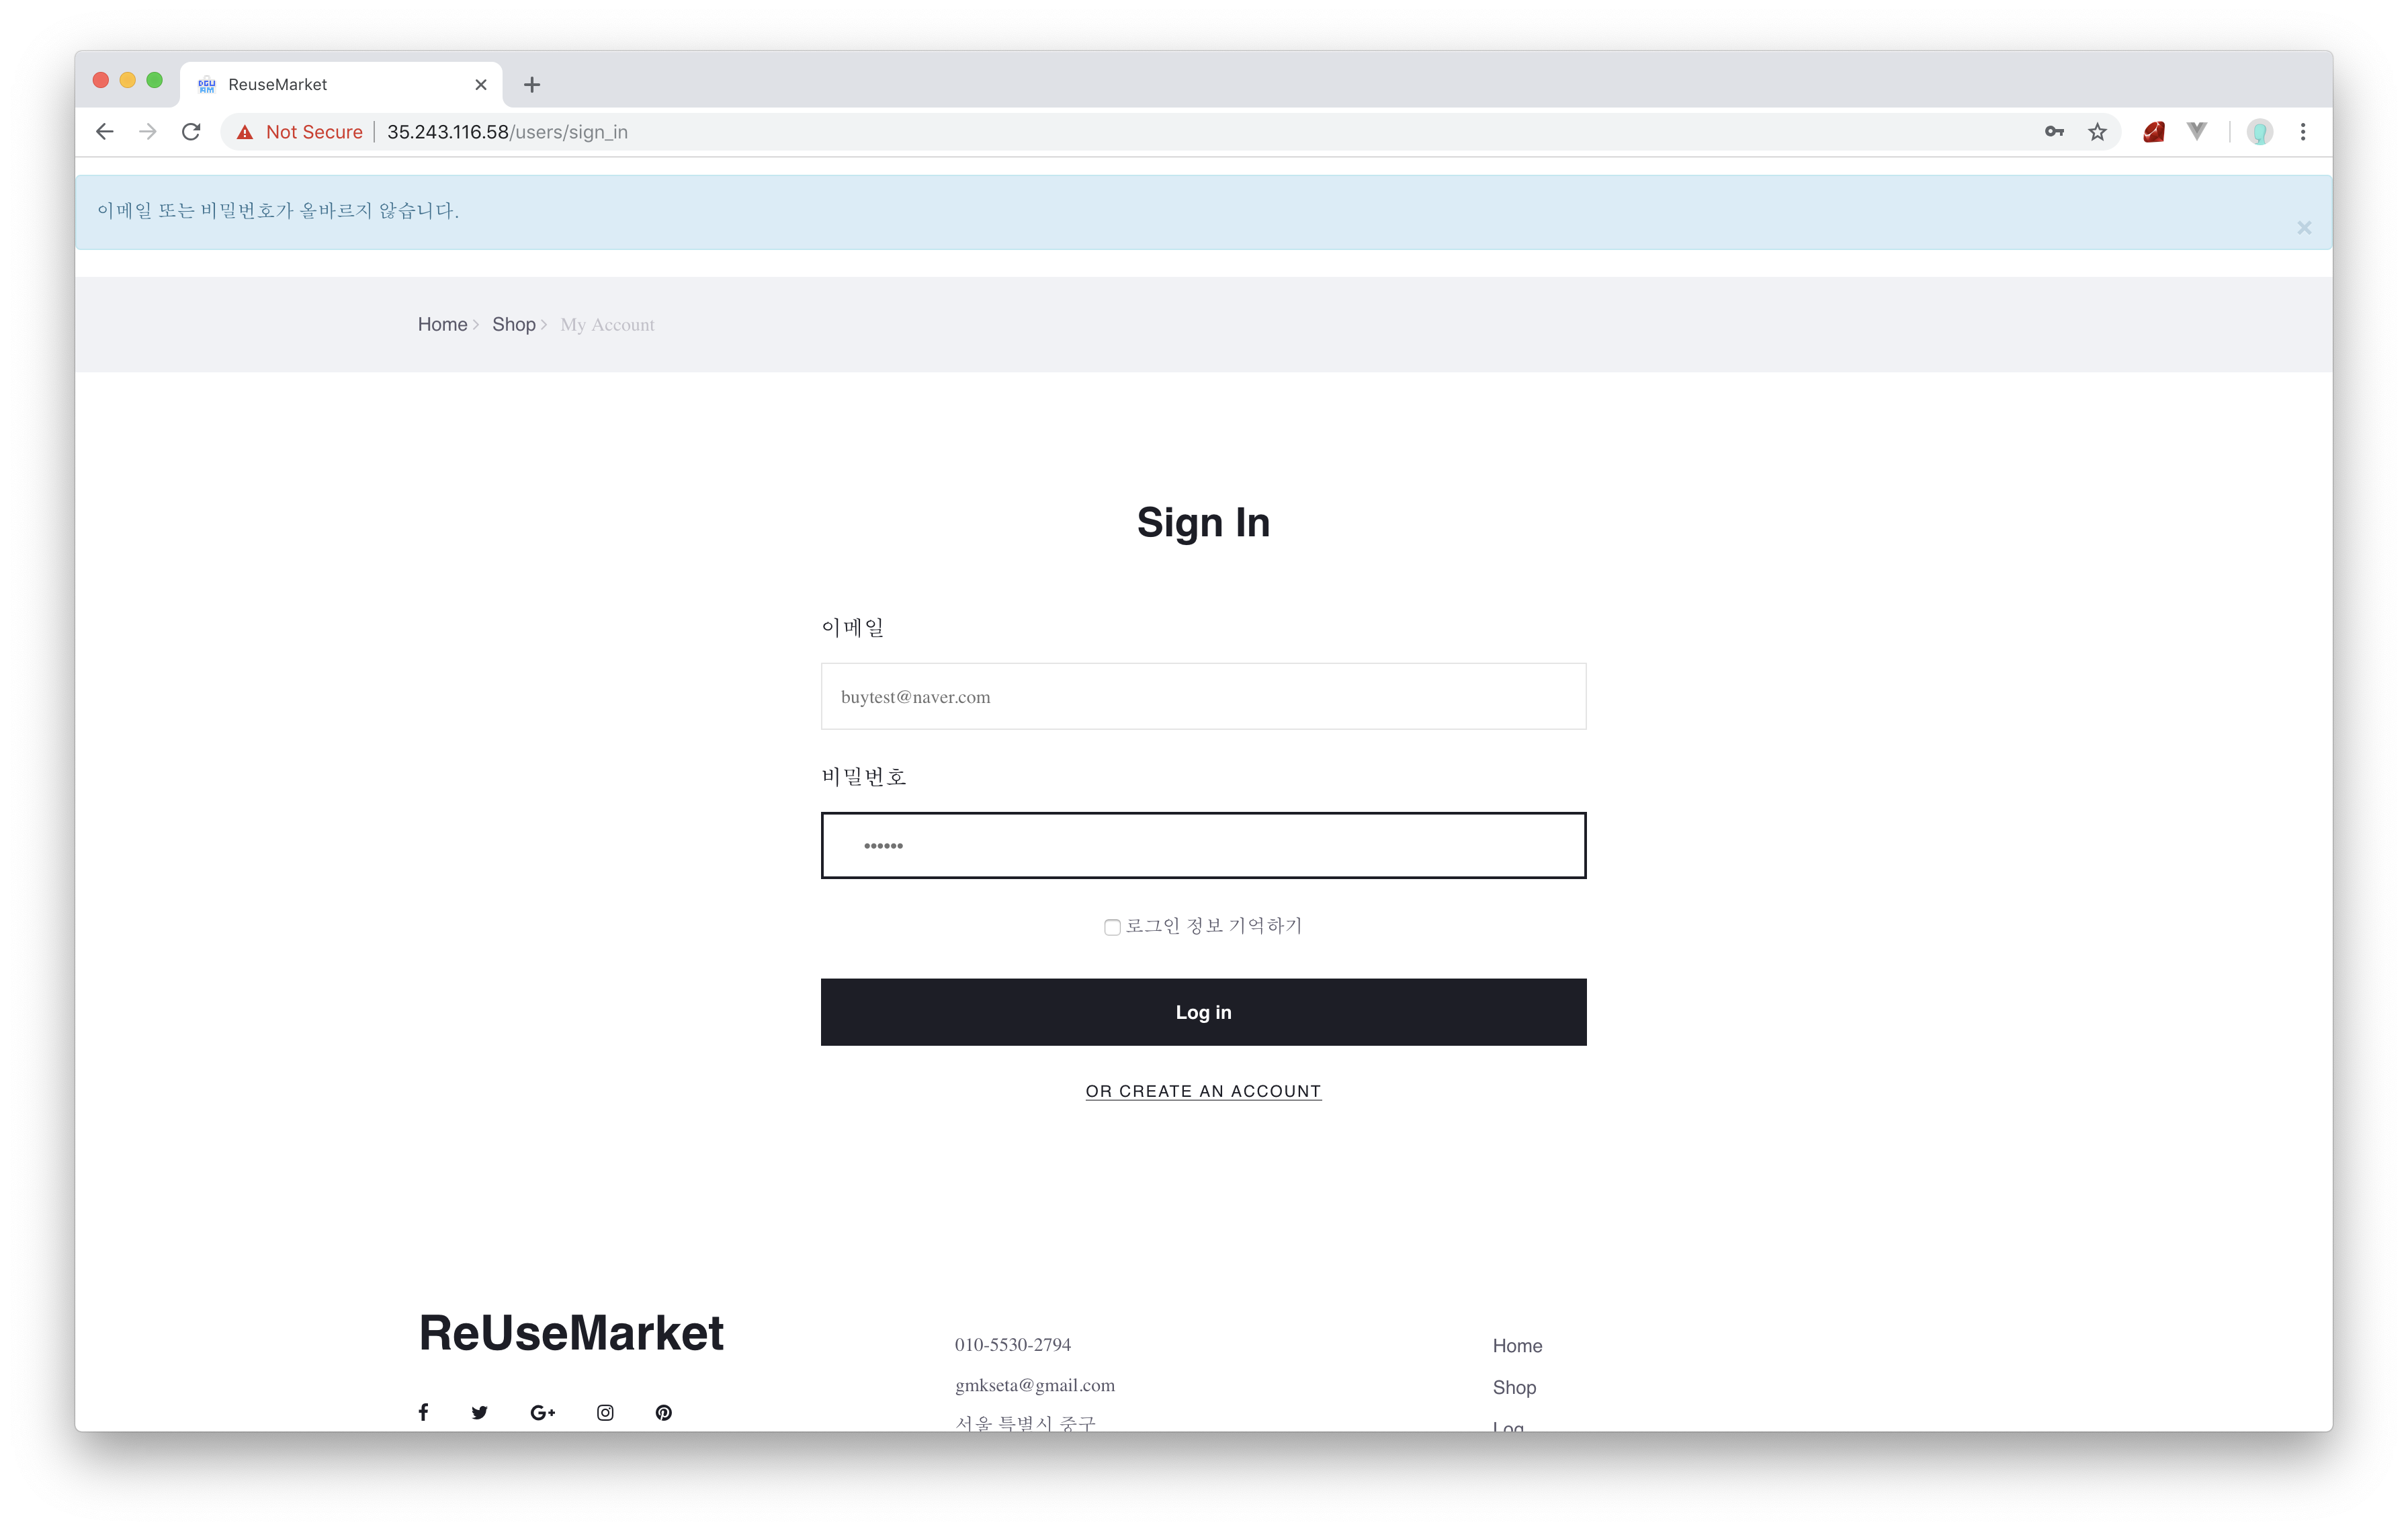 ReuseMarket
Not Secure 35.243.116.58/users/sign_in
이메일 또는 비밀번호가 올바르지 않습니다.
Home Shop My Account
Sign In
이메일
buytest@naver.com
비밀번호
로그인 정보 기억하기
Log in
OR CREATE AN ACCOUNT
ReUseMarket
010-5530-2794
gmkseta@gmail.com
서울 특별시 중구
Home
Shop
Log